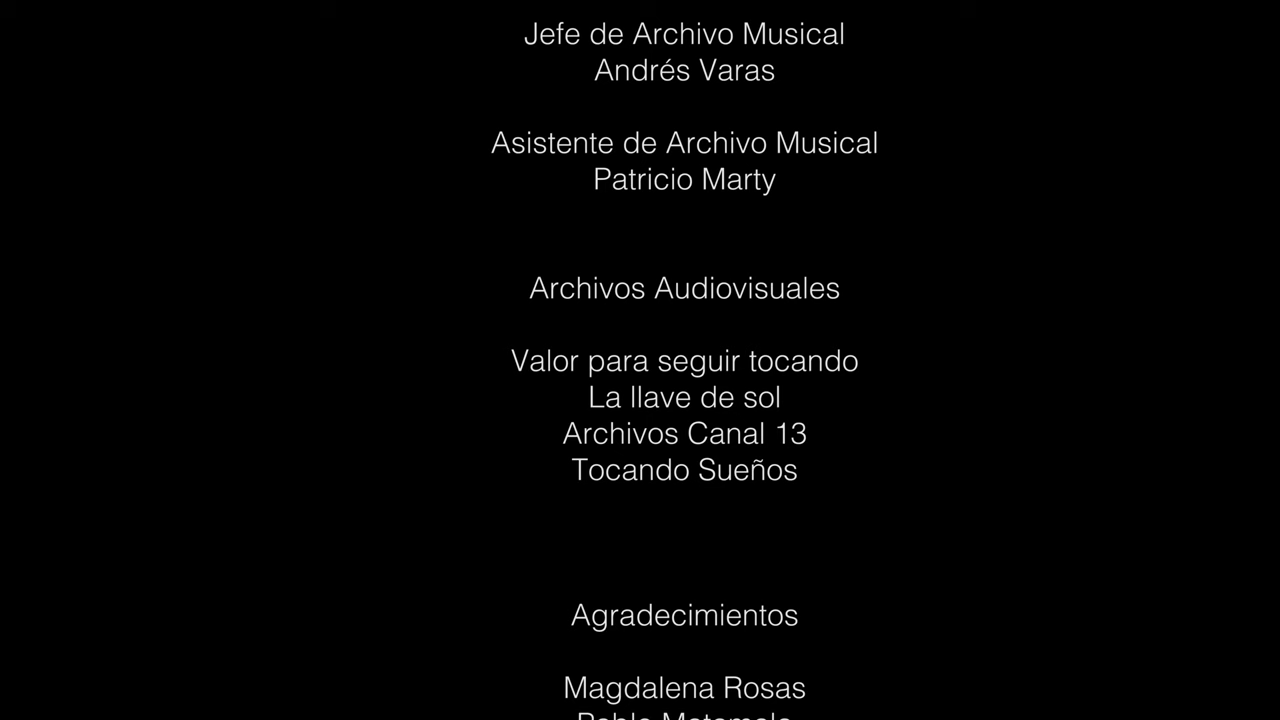 Jefe de Archivo Musical
Andrés Varas
Asistente de Archivo Musical
Patricio Marty
Archivos Audiovisuales
Valor para seguir tocando
La llave de sol
Archivos Canal 13
Tocando Sueños
Agradecimientos
Magdalena Rosas
Pablo